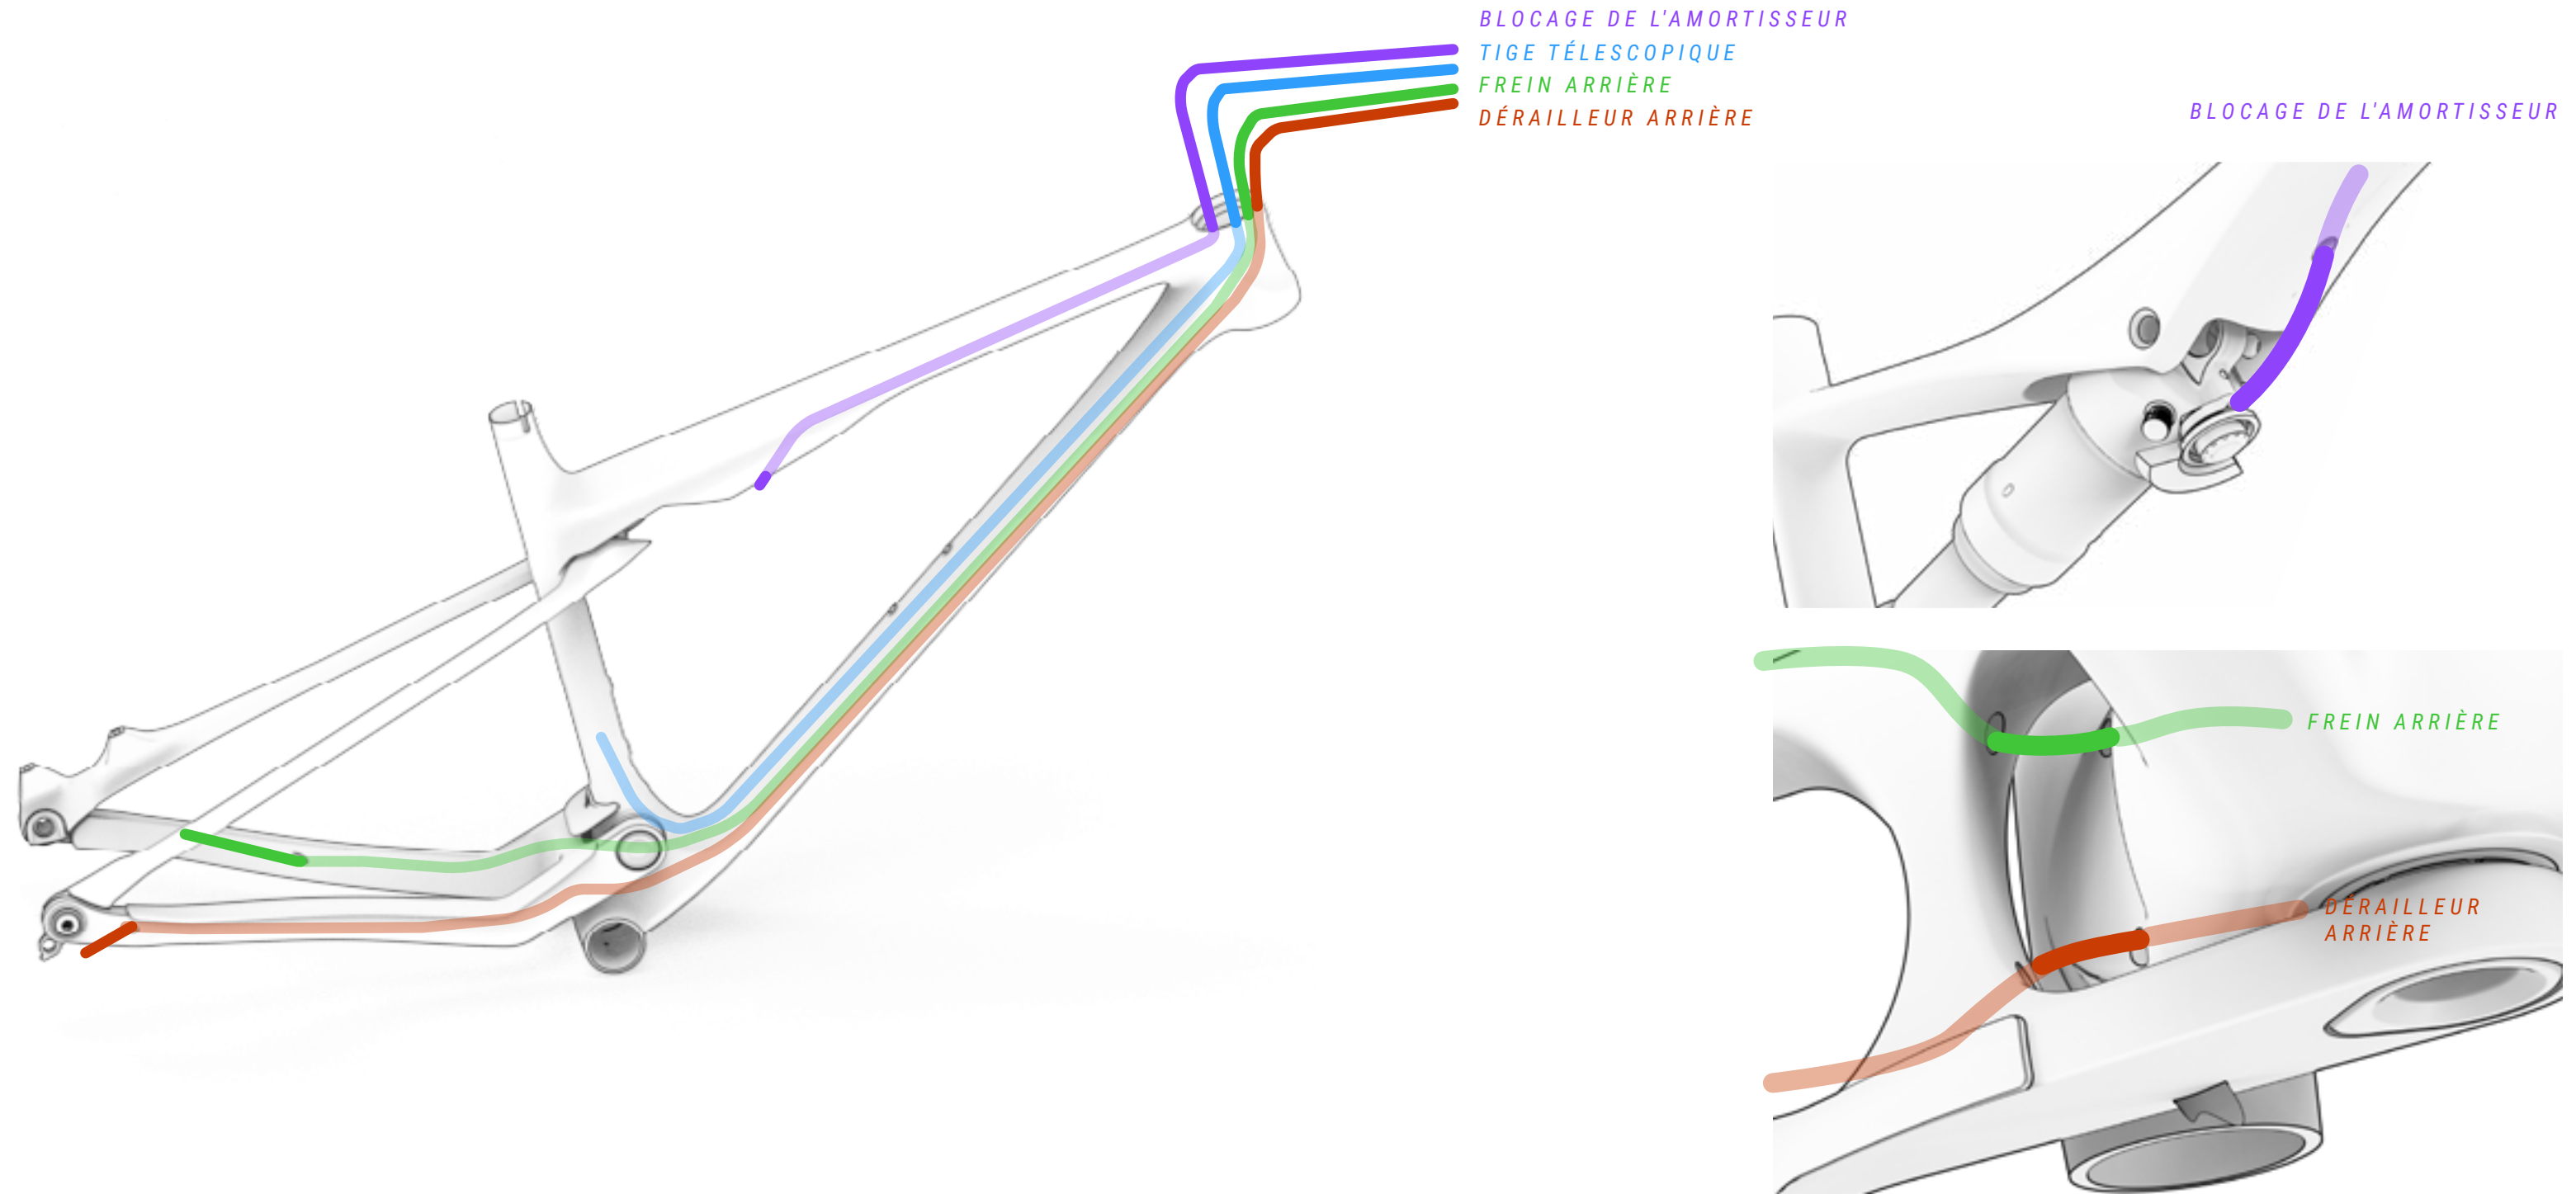 BLOCAGE DE L'AMORTISSEUR
TIGE TÉLESCOPIQUE
FREIN ARRIÈRE
DÉRAILLEUR ARRIÈRE
BLOCAGE DE L'AMORTISSEUR
FREIN ARRIÈRE
DÉRAILLEUR
ARRIÈRE